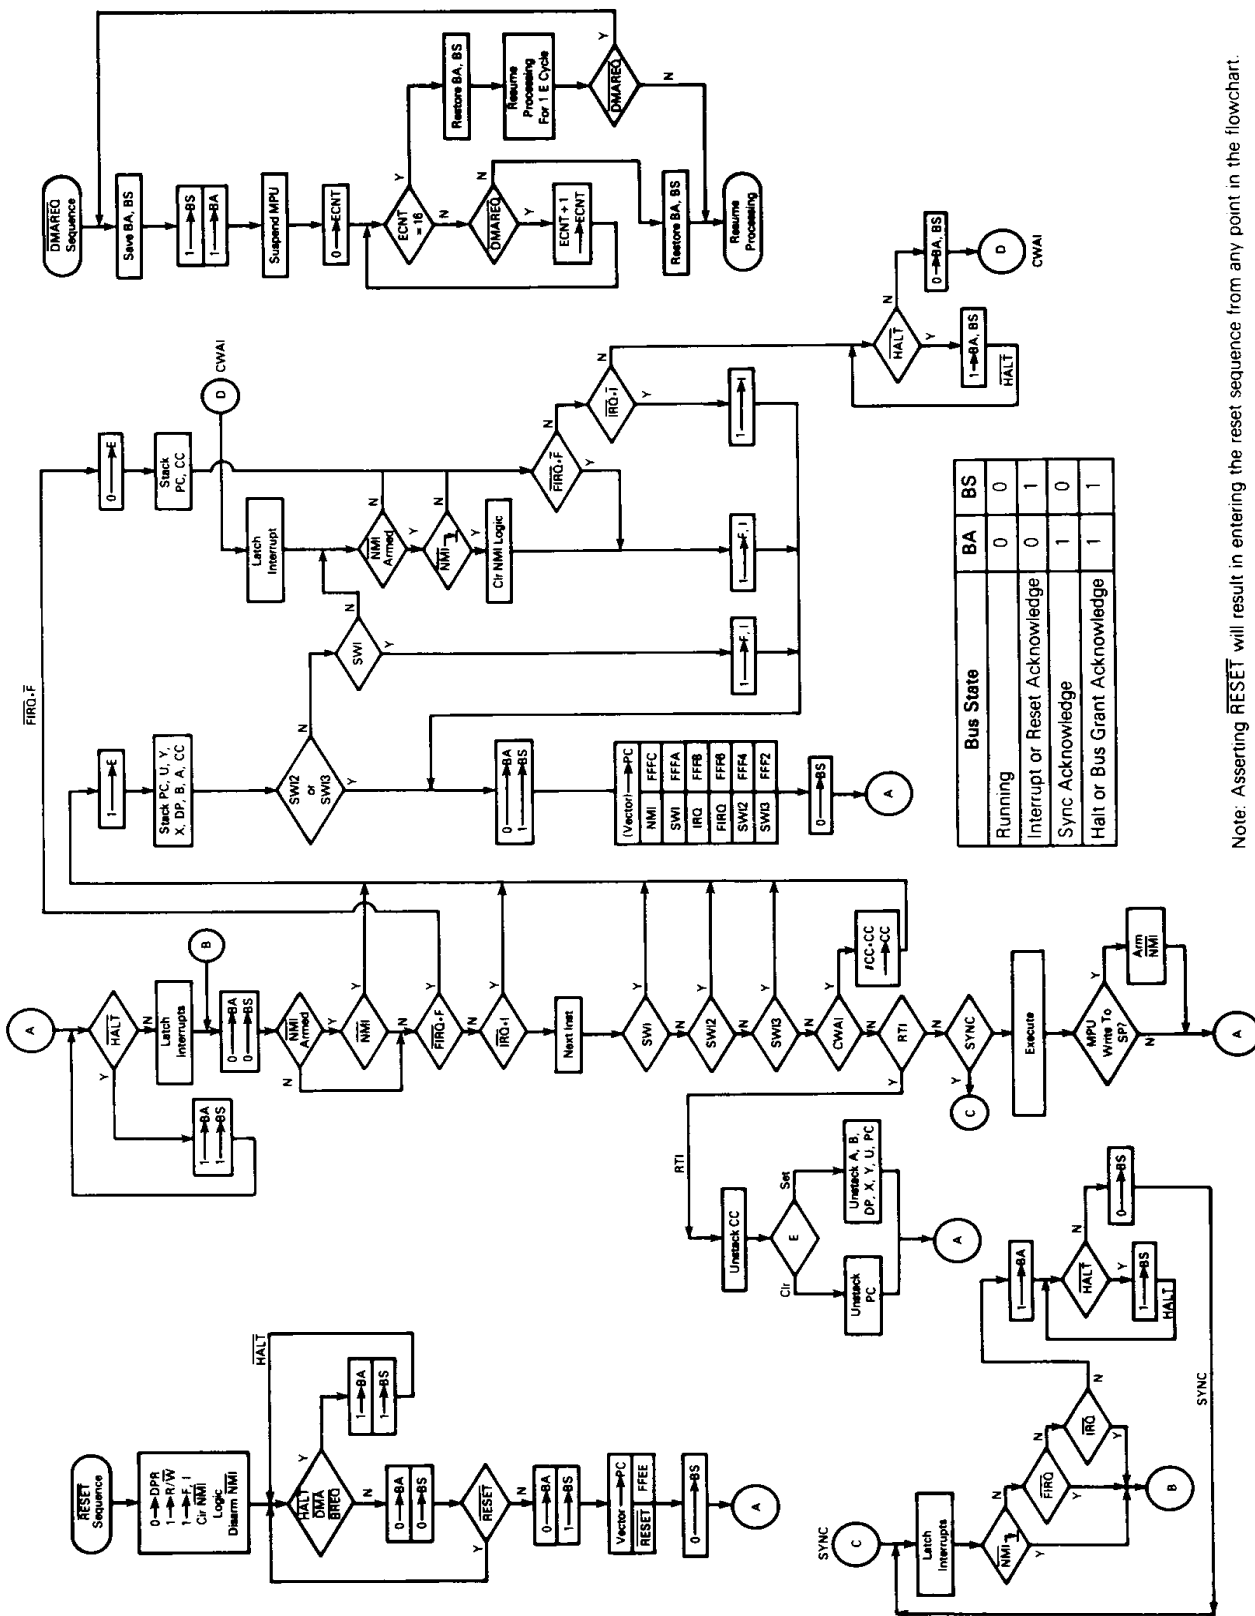 RESET
Sequence
0→DPR
1→R/W
1→F, I
Clr NMI
Logic
Disarm NMI
HALT
HALT
DMA
BREQ
Y
N
1→BA
1→BS
0→BA
0→BS
RESET
Y
N
0→BA
1→BS
Vector→PC
RESET FFEE
0→BS
A
SYNC
C
Latch
Interrupts
NMI
N
Y
FIRQ
N
Y
IRQ
N
Y
B
1→BA
HALT
N
Y
1→BS
HALT
0→BS
SYNC
A
HALT
Y
N
1→BA
1→BS
Latch
Interrupts
B
0→BA
0→BS
NMI
Armed
N
Y
NMI
Y
N
FIRQ•F
Y
N
IRQ•I
Y
N
Next Inst
SWI
Y
N
SWI2
Y
N
SWI3
Y
N
CWAI
Y
N
#CC•CC
→CC
RTI
Y
N
SYNC
Y
N
C
Execute
MPU
Write To
SP?
Y
N
Arm
NMI
A
RTI
Unstack CC
E
Clr
Set
Unstack
PC
Unstack A, B,
DP, X, Y, U, PC
A
FIRQ•F
1→E
Stack PC, U, Y,
X, DP, B, A, CC
SWI2
or
SWI3
N
Y
SWI
N
Y
0→BA
1→BS
(Vector)→PC
NMI FFFC
SWI FFFA
IRQ FFF8
FIRQ FFF6
SWI2 FFF4
SWI3 FFF2
0→BS
A
0→E
Stack
PC, CC
D
CWAI
Latch
Interrupt
NMI
Armed
N
Y
NMI
N
Y
Clr NMI Logic
FIRQ•F
N
Y
IRQ•I
N
Y
1→F, I
1→F, I
1→I
HALT
N
Y
1→BA, BS
HALT
0→BA, BS
D
CWAI
DMAREQ
Sequence
Save BA, BS
1→BS
1→BA
Suspend MPU
0→ECNT
ECNT
= 16
Y
N
DMAREQ
N
Y
ECNT + 1
→ECNT
Restore BA, BS
Resume
Processing
For 1 E Cycle
DMAREQ
Y
N
Restore BA, BS
Resume
Processing
Bus State BA BS
Running 0 0
Interrupt or Reset Acknowledge 0 1
Sync Acknowledge 1 0
Halt or Bus Grant Acknowledge 1 1
Note: Asserting RESET will result in entering the reset sequence from any point in the flowchart.